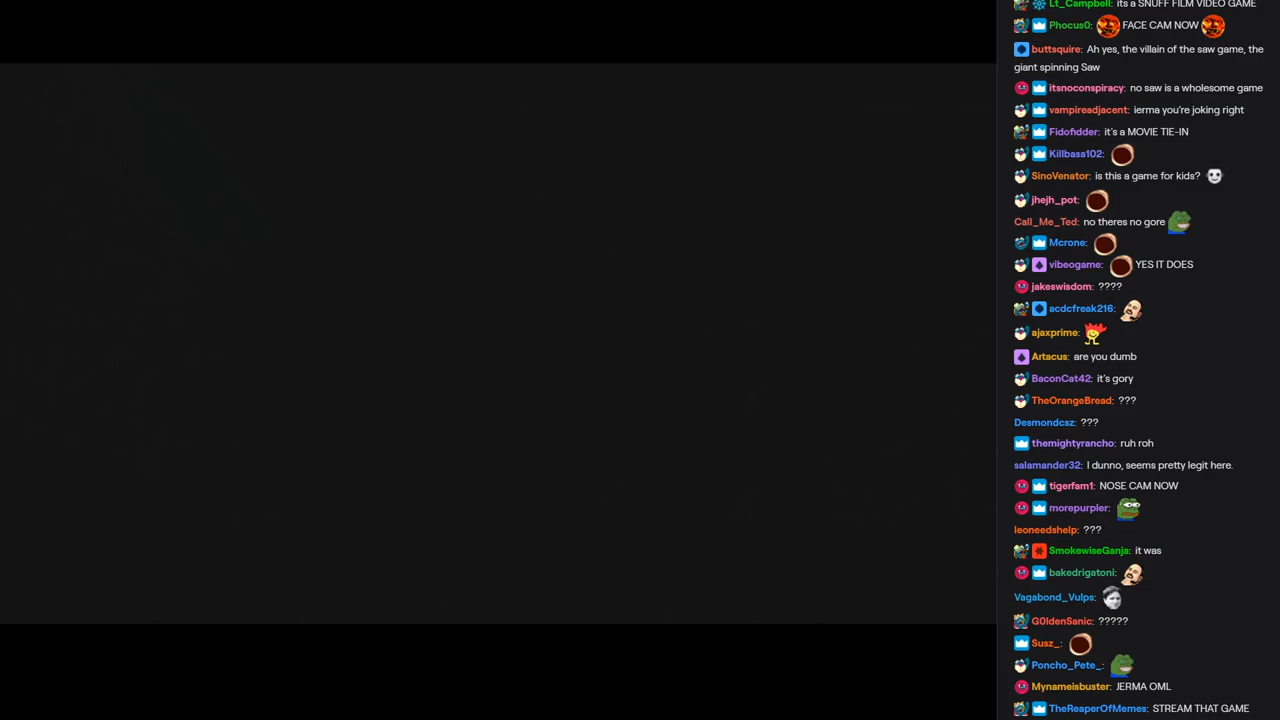 Lt_Campbell: its a SNUFF FILM VIDEO GAME
Phocus0: FACE CAM NOW
buttsquire: Ah yes, the villain of the saw game, the
giant spinning Saw
itsnoconspiracy: no saw is a wholesome game
vampireadjacent: ierma you're joking right
Fidofidder: it's a MOVIE TIE-IN
Killbasa102:
SinoVenator: is this a game for kids?
jhejh_pot:
Call_Me_Ted: no theres no gore
Mcrone:
vibeogame: YES IT DOES
jakeswisdom: ????
acdcfreak216:
ajaxprime:
Artacus: are you dumb
BaconCat42: it's gory
TheOrangeBread: ???
Desmondcsz: ???
themightyrancho: ruh roh
salamander32: I dunno, seems pretty legit here.
tigerfam1: NOSE CAM NOW
morepurpler:
leoneedshelp: ???
SmokewiseGanja: it was
bakedrigatoni:
Vagabond_Vulps:
G0ldenSanic: ?????
Susz_:
Poncho_Pete_:
Mynameisbuster: JERMA OML
TheReaperOfMemes: STREAM THAT GAME